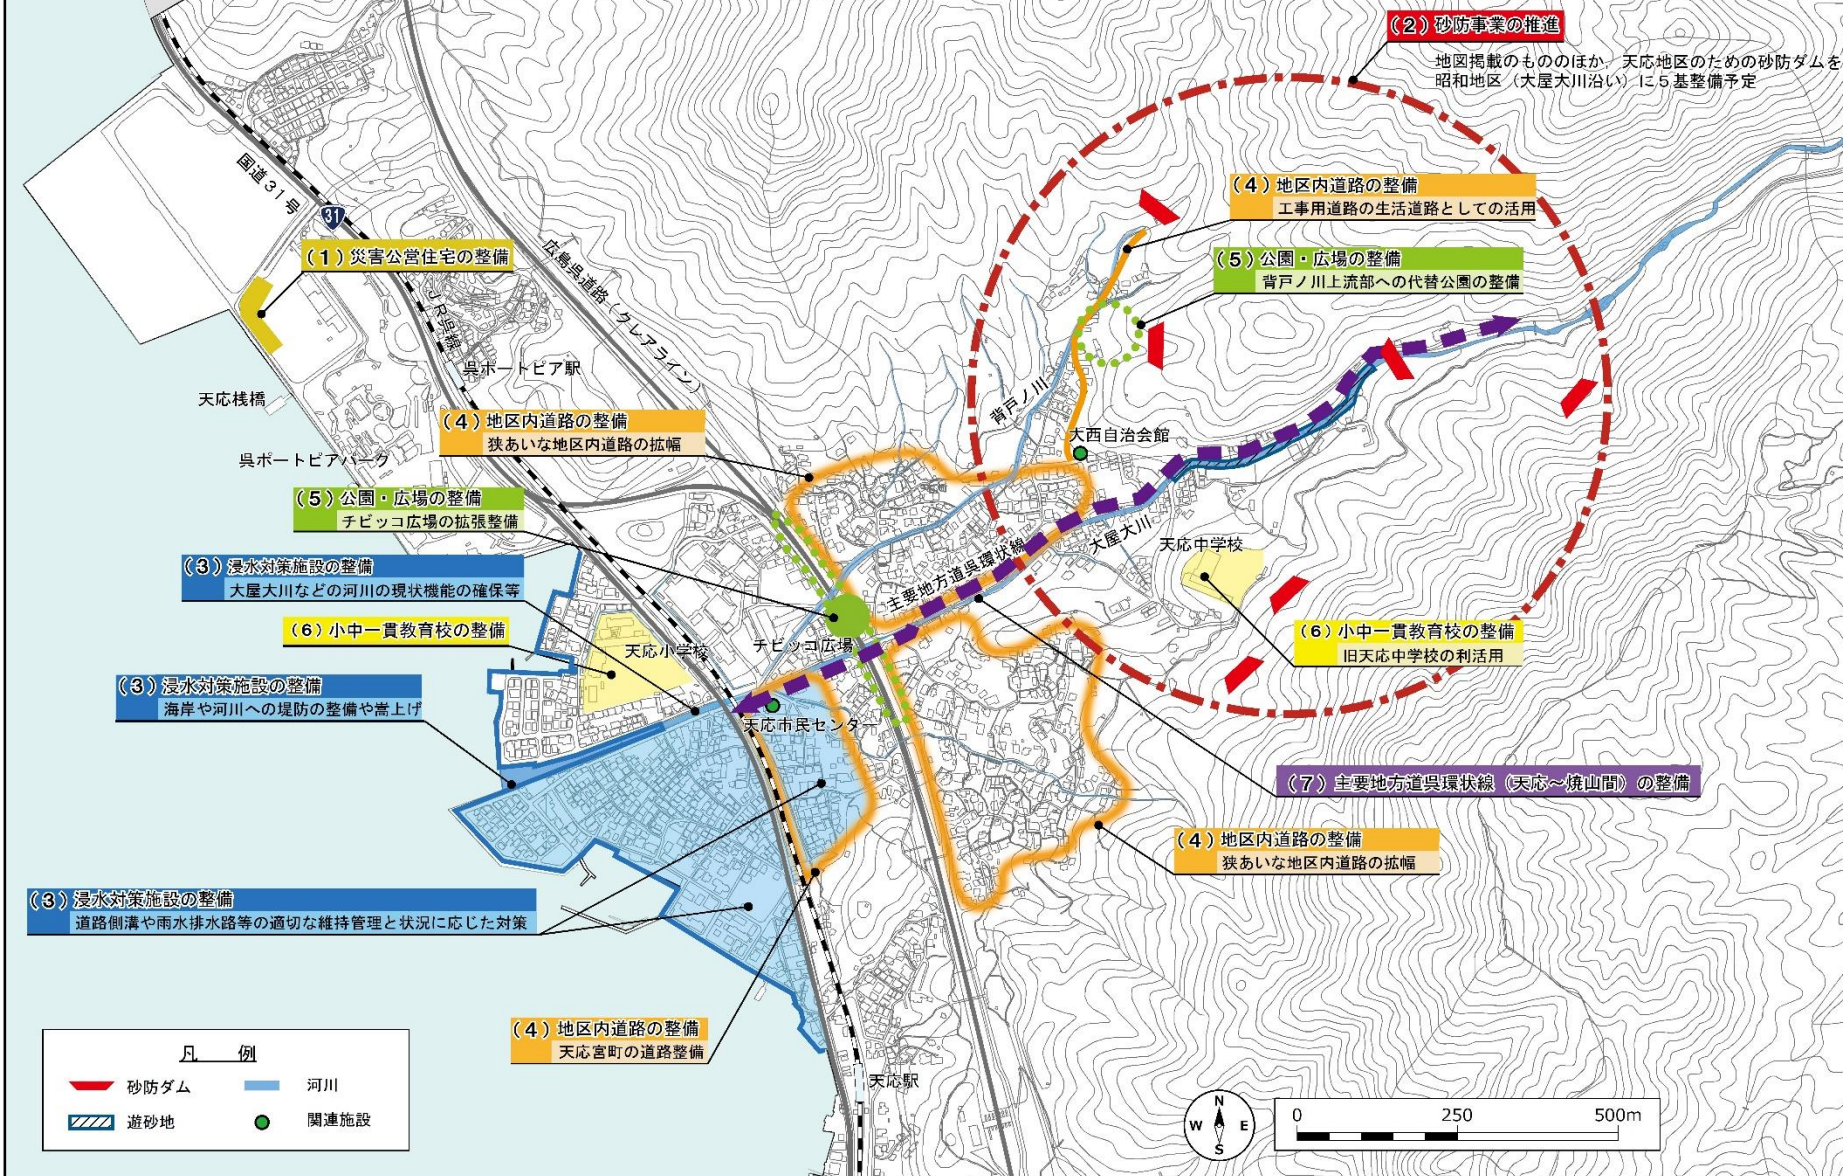 (2) 砂防事業の推進
地図掲載のもののほか、天応地区のための砂防ダムを
昭和地区(大屋大川沿い)に5基整備予定
国道31号
31
(4) 地区内道路の整備
工事用道路の生活道路としての活用
(1) 災害公営住宅の整備
広島呉道路(クレアライン)
(5) 公園・広場の整備
背戸ノ川上流部への代替公園の整備
JR呉線
呉ポートピア駅
天応桟橋
背戸ノ川
(4) 地区内道路の整備
狭あいな地区内道路の拡幅
大西自治会館
呉ポートピアパーク
(5) 公園・広場の整備
チビッコ広場の拡張整備
大屋大川
天応中学校
主要地方道呉環状線
(3) 浸水対策施設の整備
大屋大川などの河川の現状機能の確保等
(6) 小中一貫教育校の整備
天応小学校
チビッコ広場
(6) 小中一貫教育校の整備
旧天応中学校の利活用
(3) 浸水対策施設の整備
海岸や河川への堤防の整備や嵩上げ
天応市民センター
(7) 主要地方道呉環状線(天応~焼山間)の整備
(4) 地区内道路の整備
狭あいな地区内道路の拡幅
(3) 浸水対策施設の整備
道路側溝や雨水排水路等の適切な維持管理と状況に応じた対策
(4) 地区内道路の整備
天応宮町の道路整備
天応駅
凡 例
砂防ダム
河川
遊砂地
関連施設
N
W E
S
0 250 500m